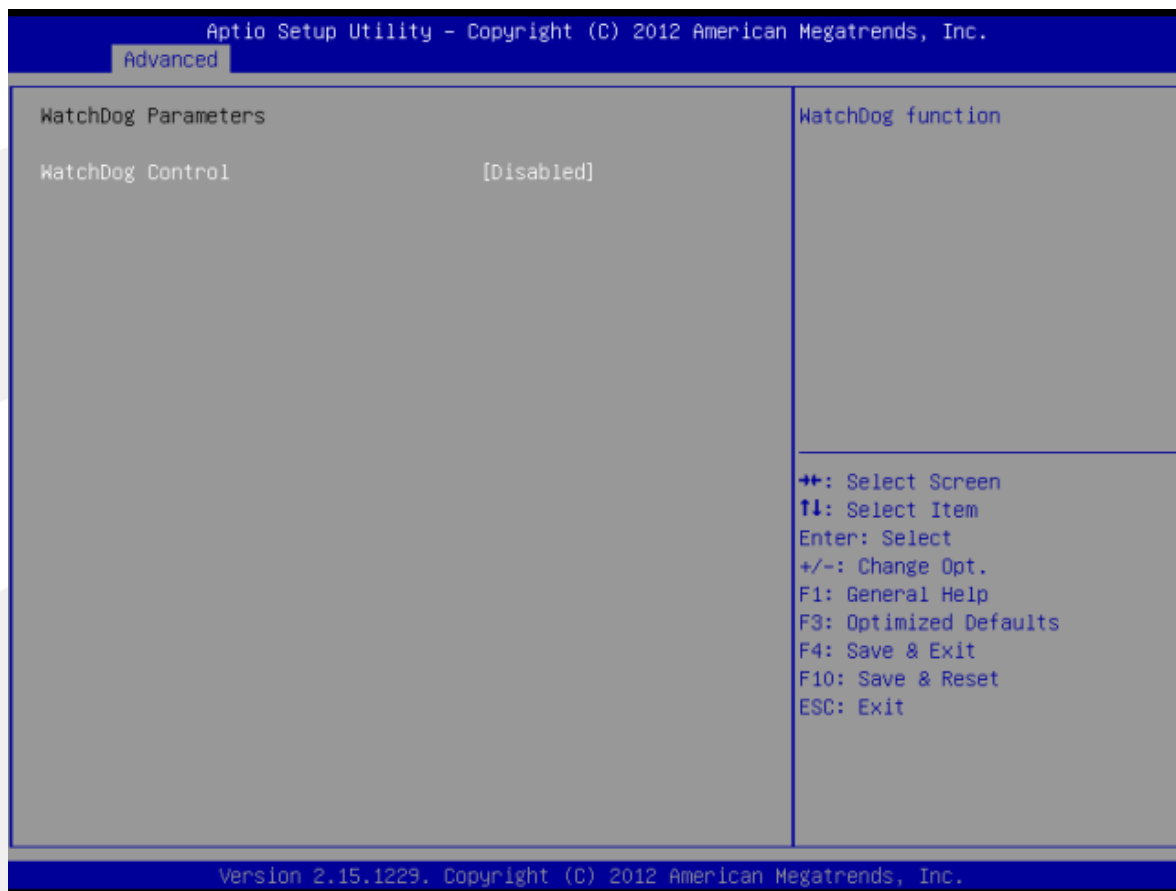 Aptio Setup Utility – Copyright (C) 2012 American Megatrends, Inc.
Advanced
WatchDog Parameters
WatchDog Control [Disabled]
WatchDog function
→←: Select Screen
↑↓: Select Item
Enter: Select
+/-: Change Opt.
F1: General Help
F3: Optimized Defaults
F4: Save & Exit
F10: Save & Reset
ESC: Exit
Version 2.15.1229. Copyright (C) 2012 American Megatrends, Inc.